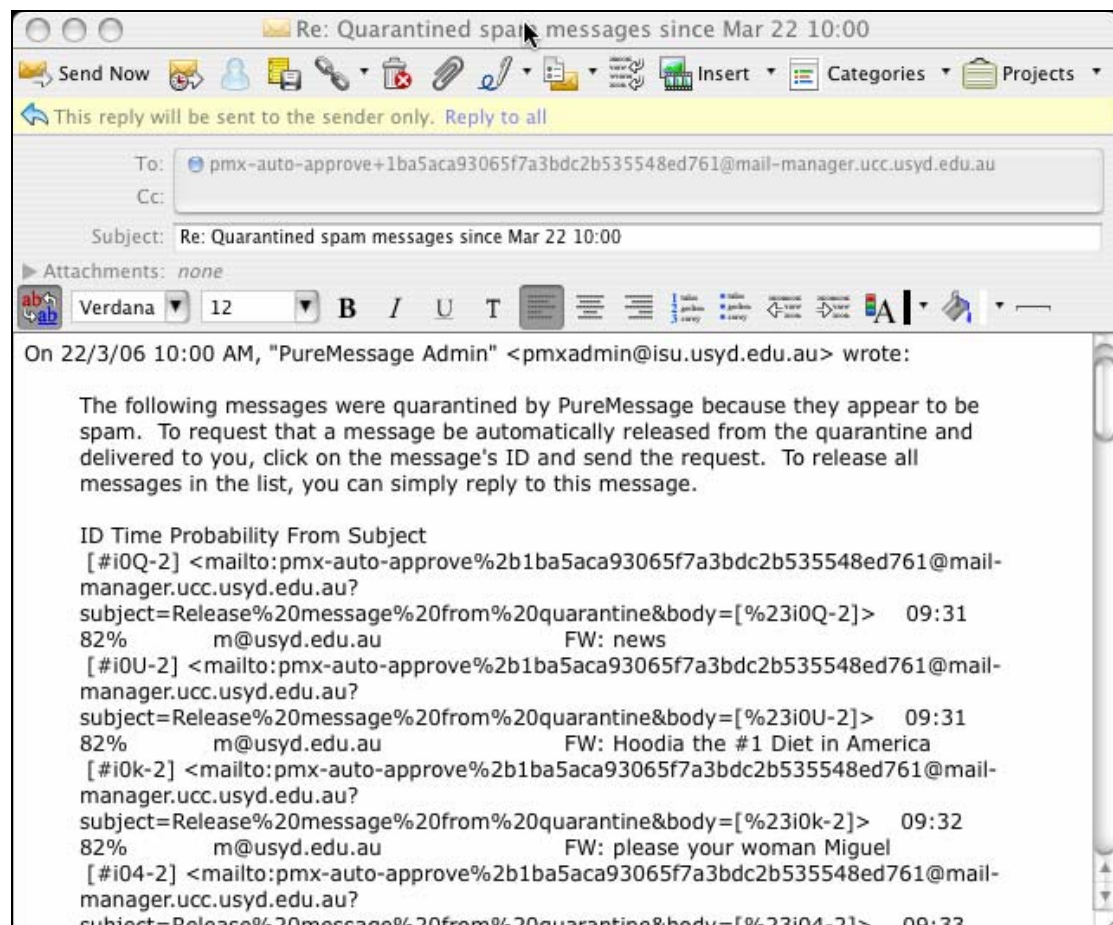 Re: Quarantined spam messages since Mar 22 10:00
Send Now Insert Categories Projects
This reply will be sent to the sender only. Reply to all
To: pmx-auto-approve+1ba5aca93065f7a3bdc2b535548ed761@mail-manager.ucc.usyd.edu.au
Cc:
Subject: Re: Quarantined spam messages since Mar 22 10:00
Attachments: none
Verdana 12 B I U T A
On 22/3/06 10:00 AM, "PureMessage Admin" <pmxadmin@isu.usyd.edu.au> wrote:
The following messages were quarantined by PureMessage because they appear to be
spam. To request that a message be automatically released from the quarantine and
delivered to you, click on the message's ID and send the request. To release all
messages in the list, you can simply reply to this message.
ID Time Probability From Subject
[#i0Q-2] <mailto:pmx-auto-approve%2b1ba5aca93065f7a3bdc2b535548ed761@mail-
manager.ucc.usyd.edu.au?
subject=Release%20message%20from%20quarantine&body=[%23i0Q-2]> 09:31
82% m@usyd.edu.au FW: news
[#i0U-2] <mailto:pmx-auto-approve%2b1ba5aca93065f7a3bdc2b535548ed761@mail-
manager.ucc.usyd.edu.au?
subject=Release%20message%20from%20quarantine&body=[%23i0U-2]> 09:31
82% m@usyd.edu.au FW: Hoodia the #1 Diet in America
[#i0k-2] <mailto:pmx-auto-approve%2b1ba5aca93065f7a3bdc2b535548ed761@mail-
manager.ucc.usyd.edu.au?
subject=Release%20message%20from%20quarantine&body=[%23i0k-2]> 09:32
82% m@usyd.edu.au FW: please your woman Miguel
[#i04-2] <mailto:pmx-auto-approve%2b1ba5aca93065f7a3bdc2b535548ed761@mail-
manager.ucc.usyd.edu.au?
subject=Release%20message%20from%20quarantine&body=[%23i04-2]> 09:33